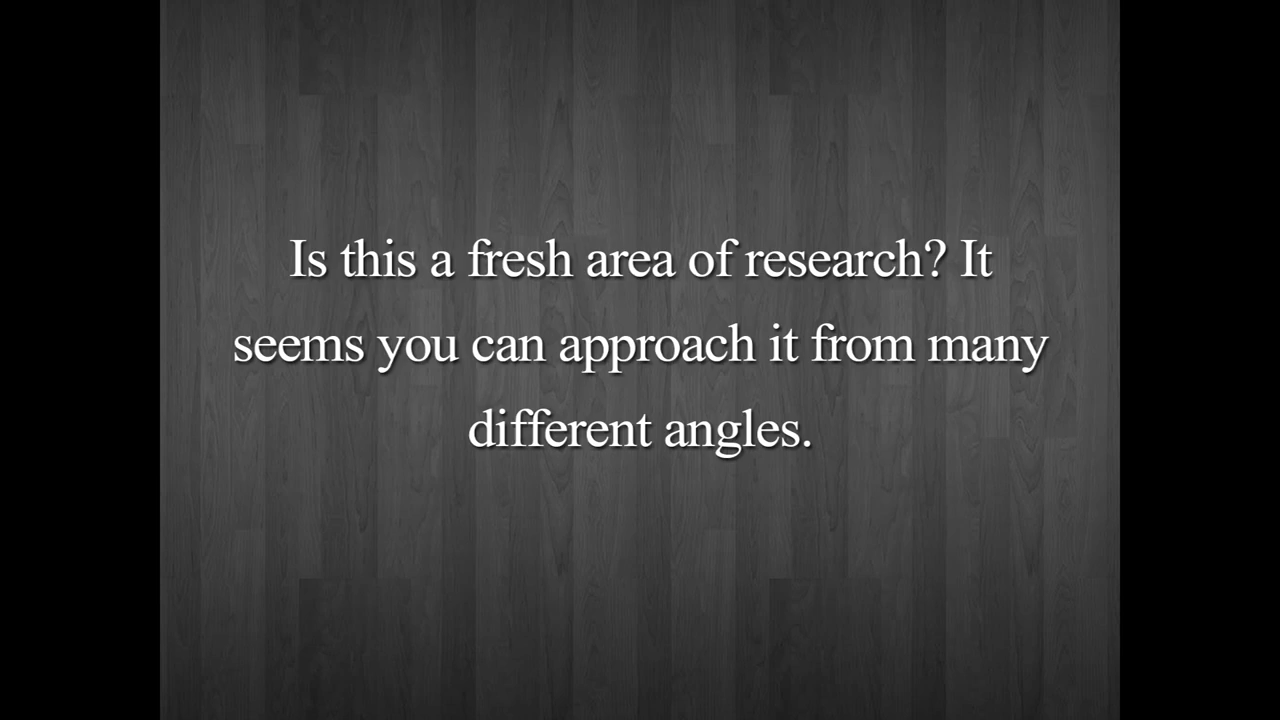 Is this a fresh area of research? It
seems you can approach it from many
different angles.